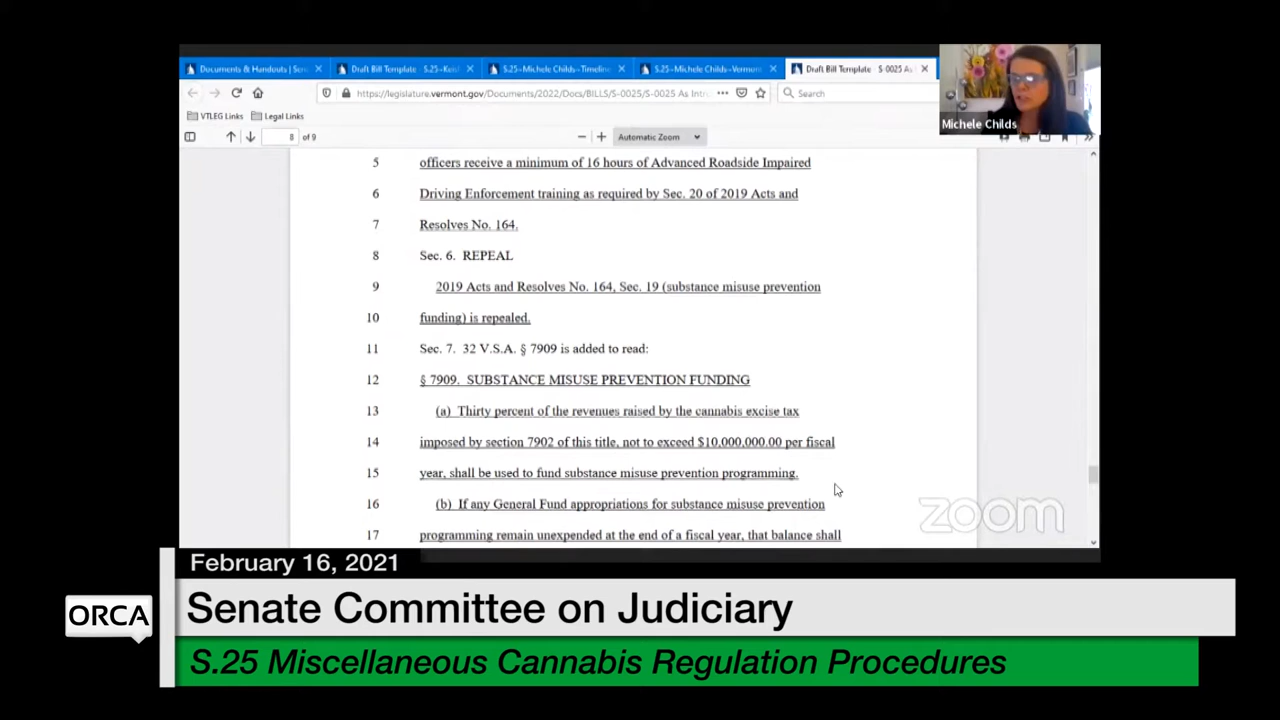 Documents & Handouts | Sen
Draft Bill Template - S.25~Keis
S.25~Michele Childs~Timeline
S.25~Michele Childs~Vermon
Draft Bill Template - S-0025 As
https://legislature.vermont.gov/Documents/2022/Docs/BILLS/S-0025/S-0025 As Intr
Search
VTLEG Links
Legal Links
8 of 9
Automatic Zoom
Michele Childs
5 officers receive a minimum of 16 hours of Advanced Roadside Impaired
6 Driving Enforcement training as required by Sec. 20 of 2019 Acts and
7 Resolves No. 164.
8 Sec. 6. REPEAL
9 2019 Acts and Resolves No. 164, Sec. 19 (substance misuse prevention
10 funding) is repealed.
11 Sec. 7. 32 V.S.A. § 7909 is added to read:
12 § 7909. SUBSTANCE MISUSE PREVENTION FUNDING
13 (a) Thirty percent of the revenues raised by the cannabis excise tax
14 imposed by section 7902 of this title, not to exceed $10,000,000.00 per fiscal
15 year, shall be used to fund substance misuse prevention programming.
16 (b) If any General Fund appropriations for substance misuse prevention
17 programming remain unexpended at the end of a fiscal year, that balance shall
zoom
February 16, 2021
ORCA
Senate Committee on Judiciary
S.25 Miscellaneous Cannabis Regulation Procedures